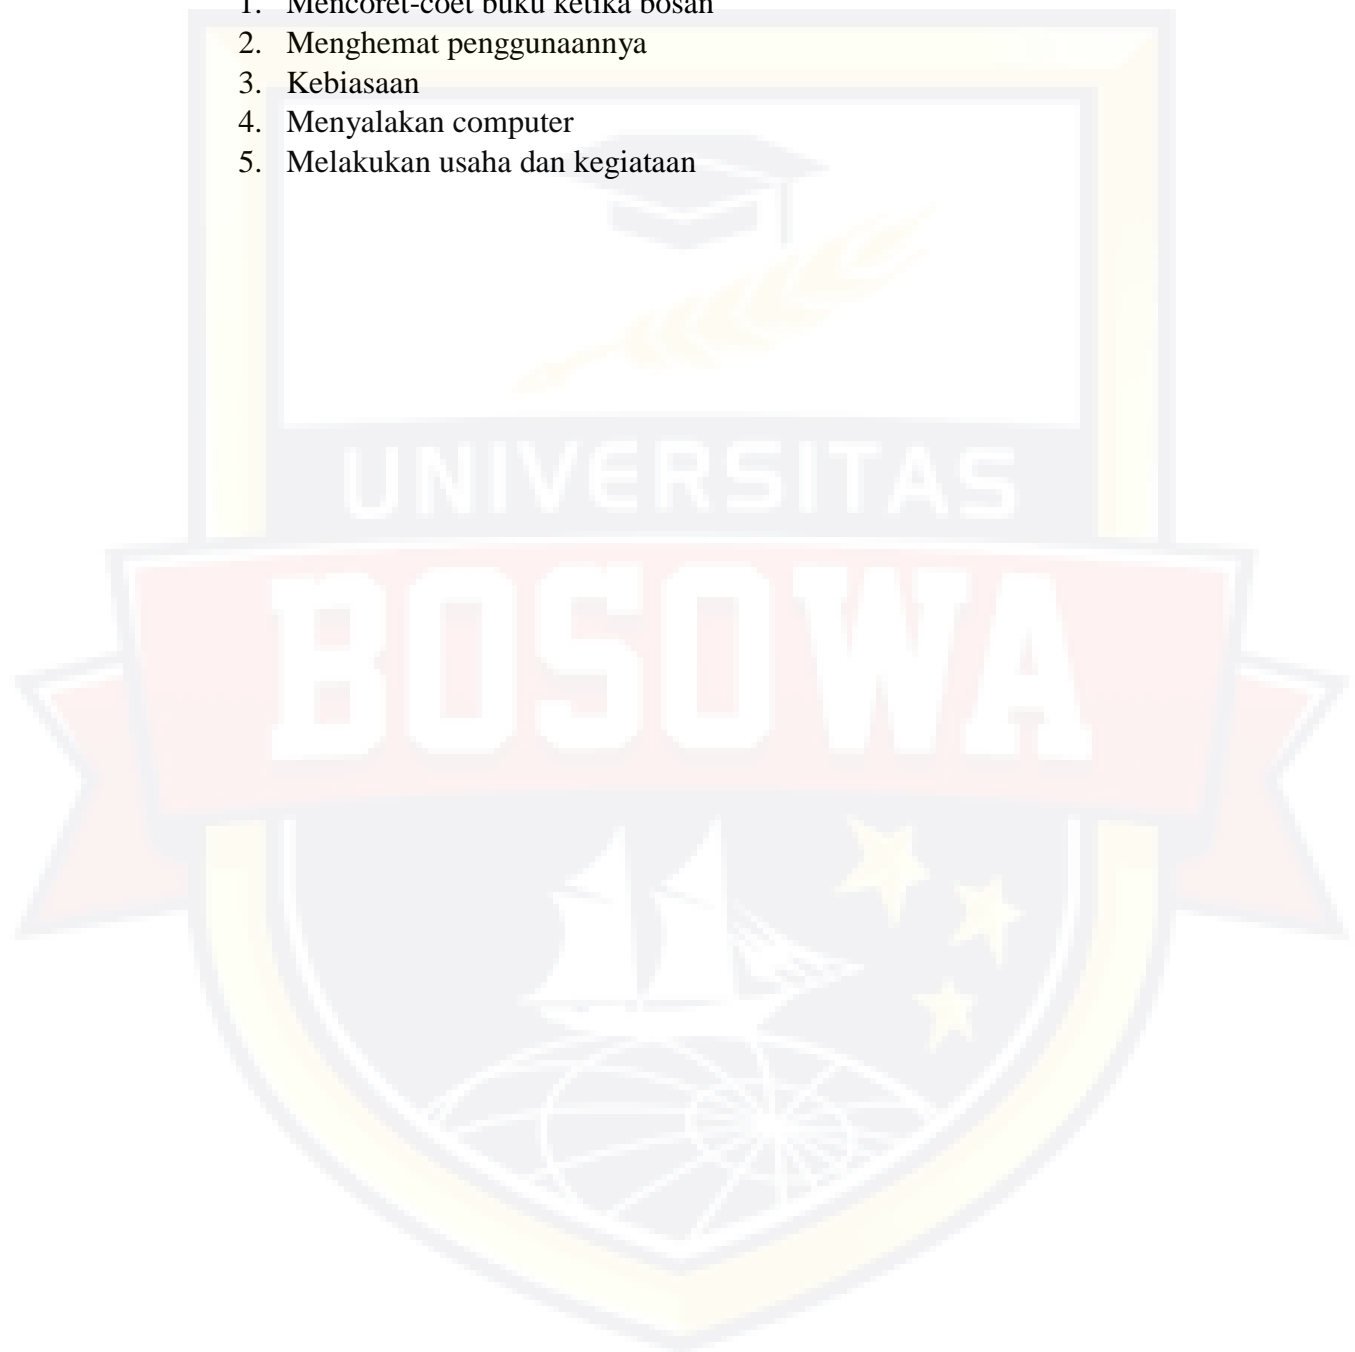 1. Mencoret-coet buku ketika bosan
2. Menghemat penggunaannya
3. Kebiasaan
4. Menyalakan computer
5. Melakukan usaha dan kegiataan
UNIVERSITAS
BOSOWA